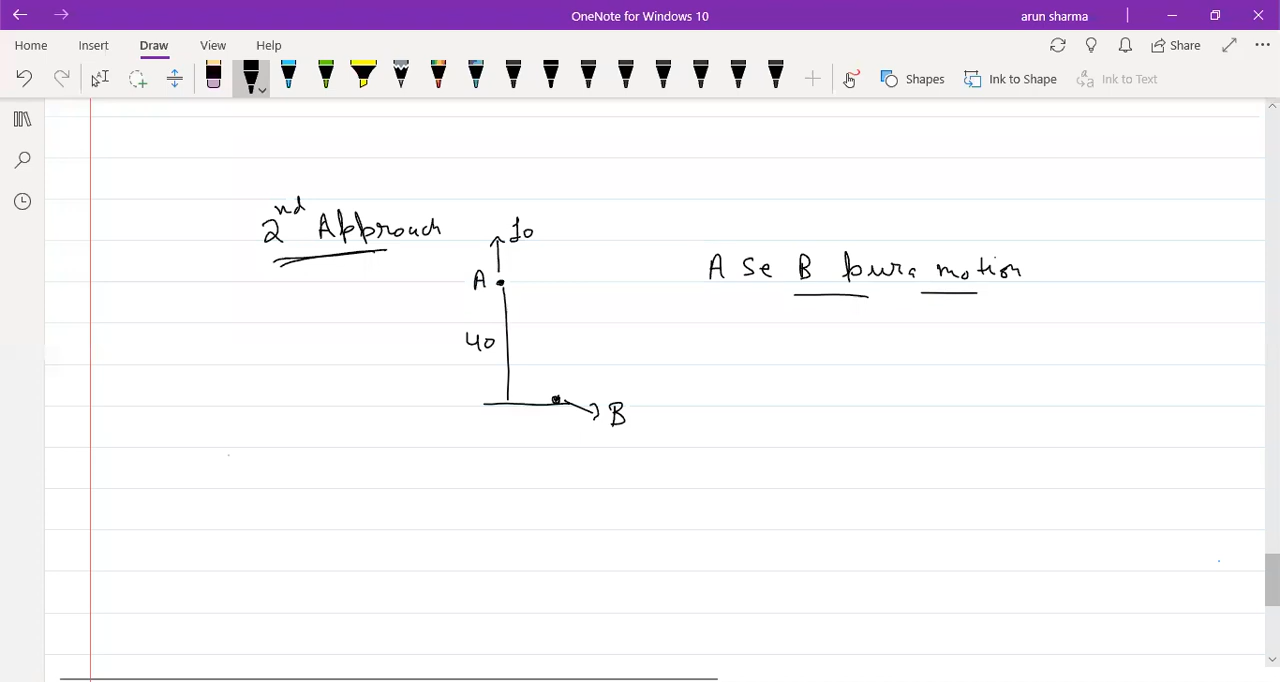 OneNote for Windows 10
arun sharma
Home Insert Draw View Help
Share
Shapes Ink to Shape Ink to Text
2nd Approach
10
A
40
B
A se B pura motion